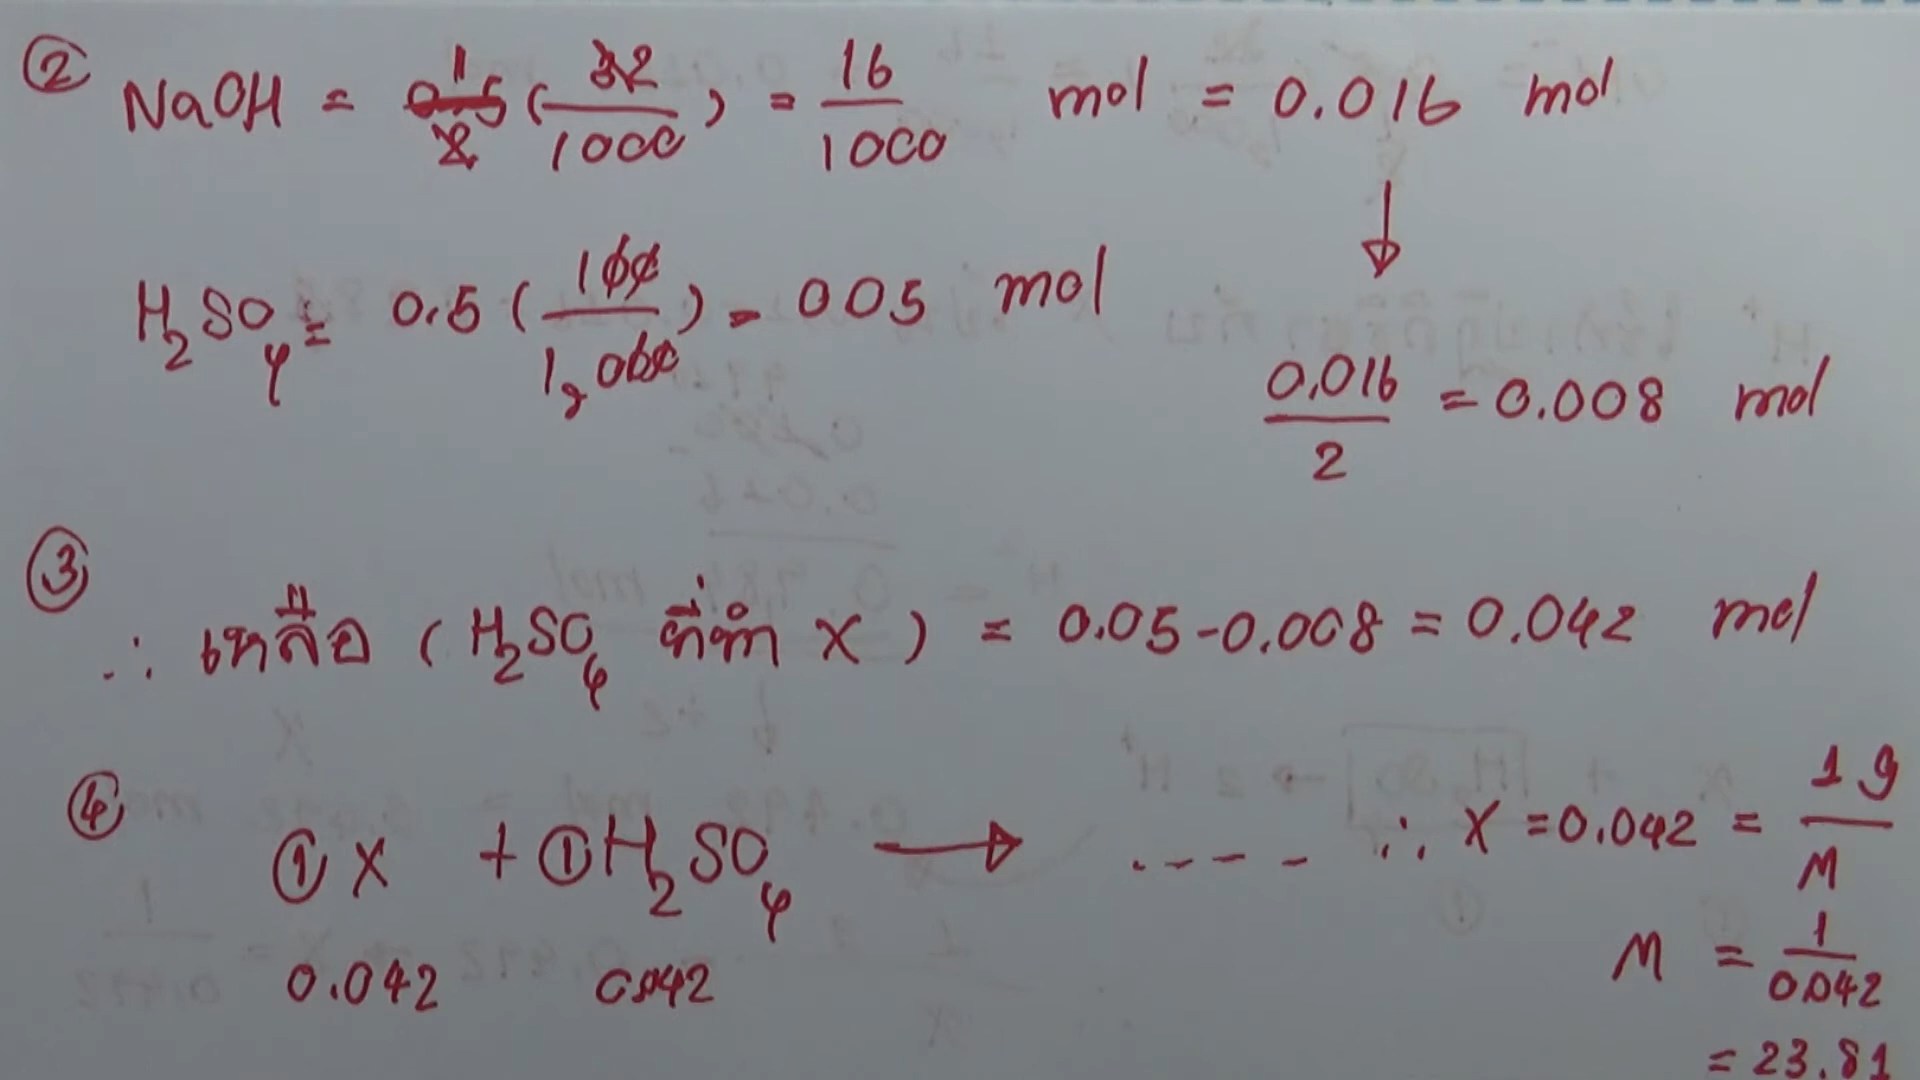 ② NaOH = 0.5 1/2 (32/1000) = 16/1000 mol = 0.016 mol
↓
H₂SO₄ = 0.5 (100/1,000) = 005 mol
0.016/2 = 0.008 mol
③
∴ เหลือ (H₂SO₄ ที่ทำ X) = 0.05-0.008 = 0.042 mol
④ ① X + ① H₂SO₄ → ---- ∴ X = 0.042 = 1g/M
0.042 0.042
M = 1/0.042
= 23.81